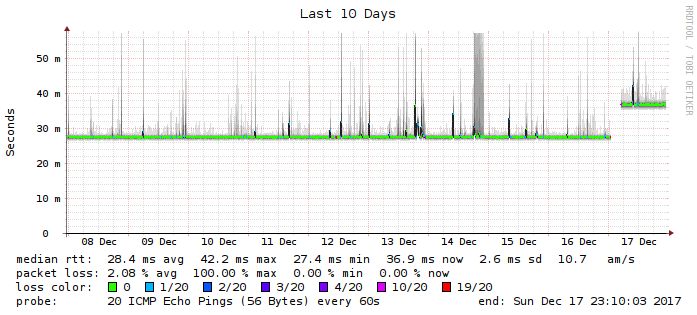 Last 10 Days
RRDTOOL / TOBI OETIKER
Seconds
50 m
40 m
30 m
20 m
10 m
0
08 Dec 09 Dec 10 Dec 11 Dec 12 Dec 13 Dec 14 Dec 15 Dec 16 Dec 17 Dec
median rtt: 28.4 ms avg 42.2 ms max 27.4 ms min 36.9 ms now 2.6 ms sd 10.7 am/s
packet loss: 2.08 % avg 100.00 % max 0.00 % min 0.00 % now
loss color: 0 1/20 2/20 3/20 4/20 10/20 19/20
probe: 20 ICMP Echo Pings (56 Bytes) every 60s end: Sun Dec 17 23:10:03 2017